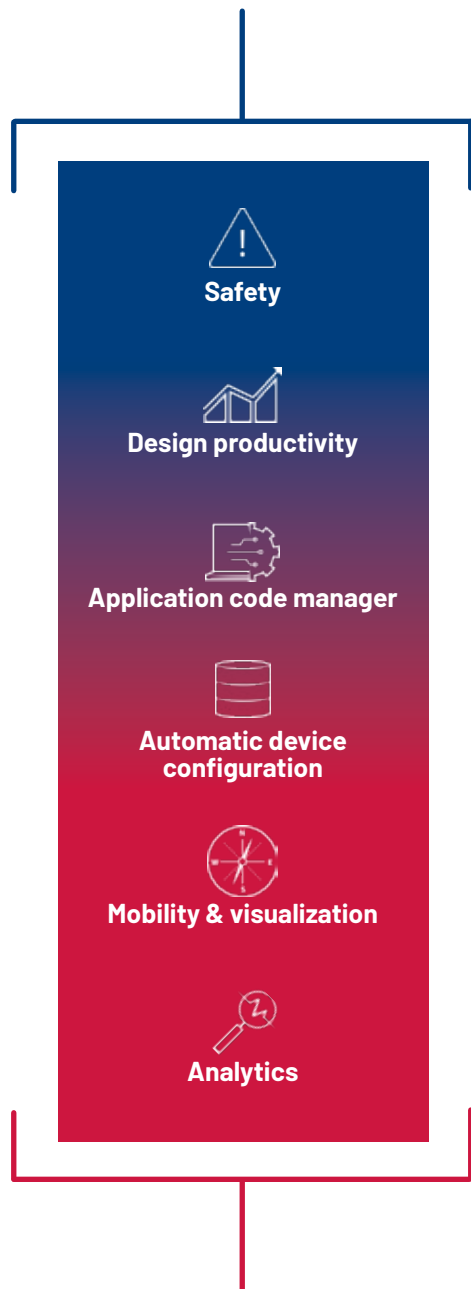 !
Safety
Design productivity
Application code manager
Automatic device
configuration
N
W E
S
Mobility & visualization
Analytics